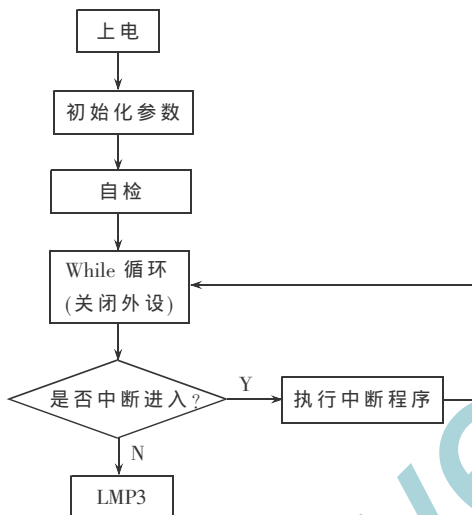 上电
初始化参数
自检
While 循环
(关闭外设)
是否中断进入?
Y
执行中断程序
N
LMP3